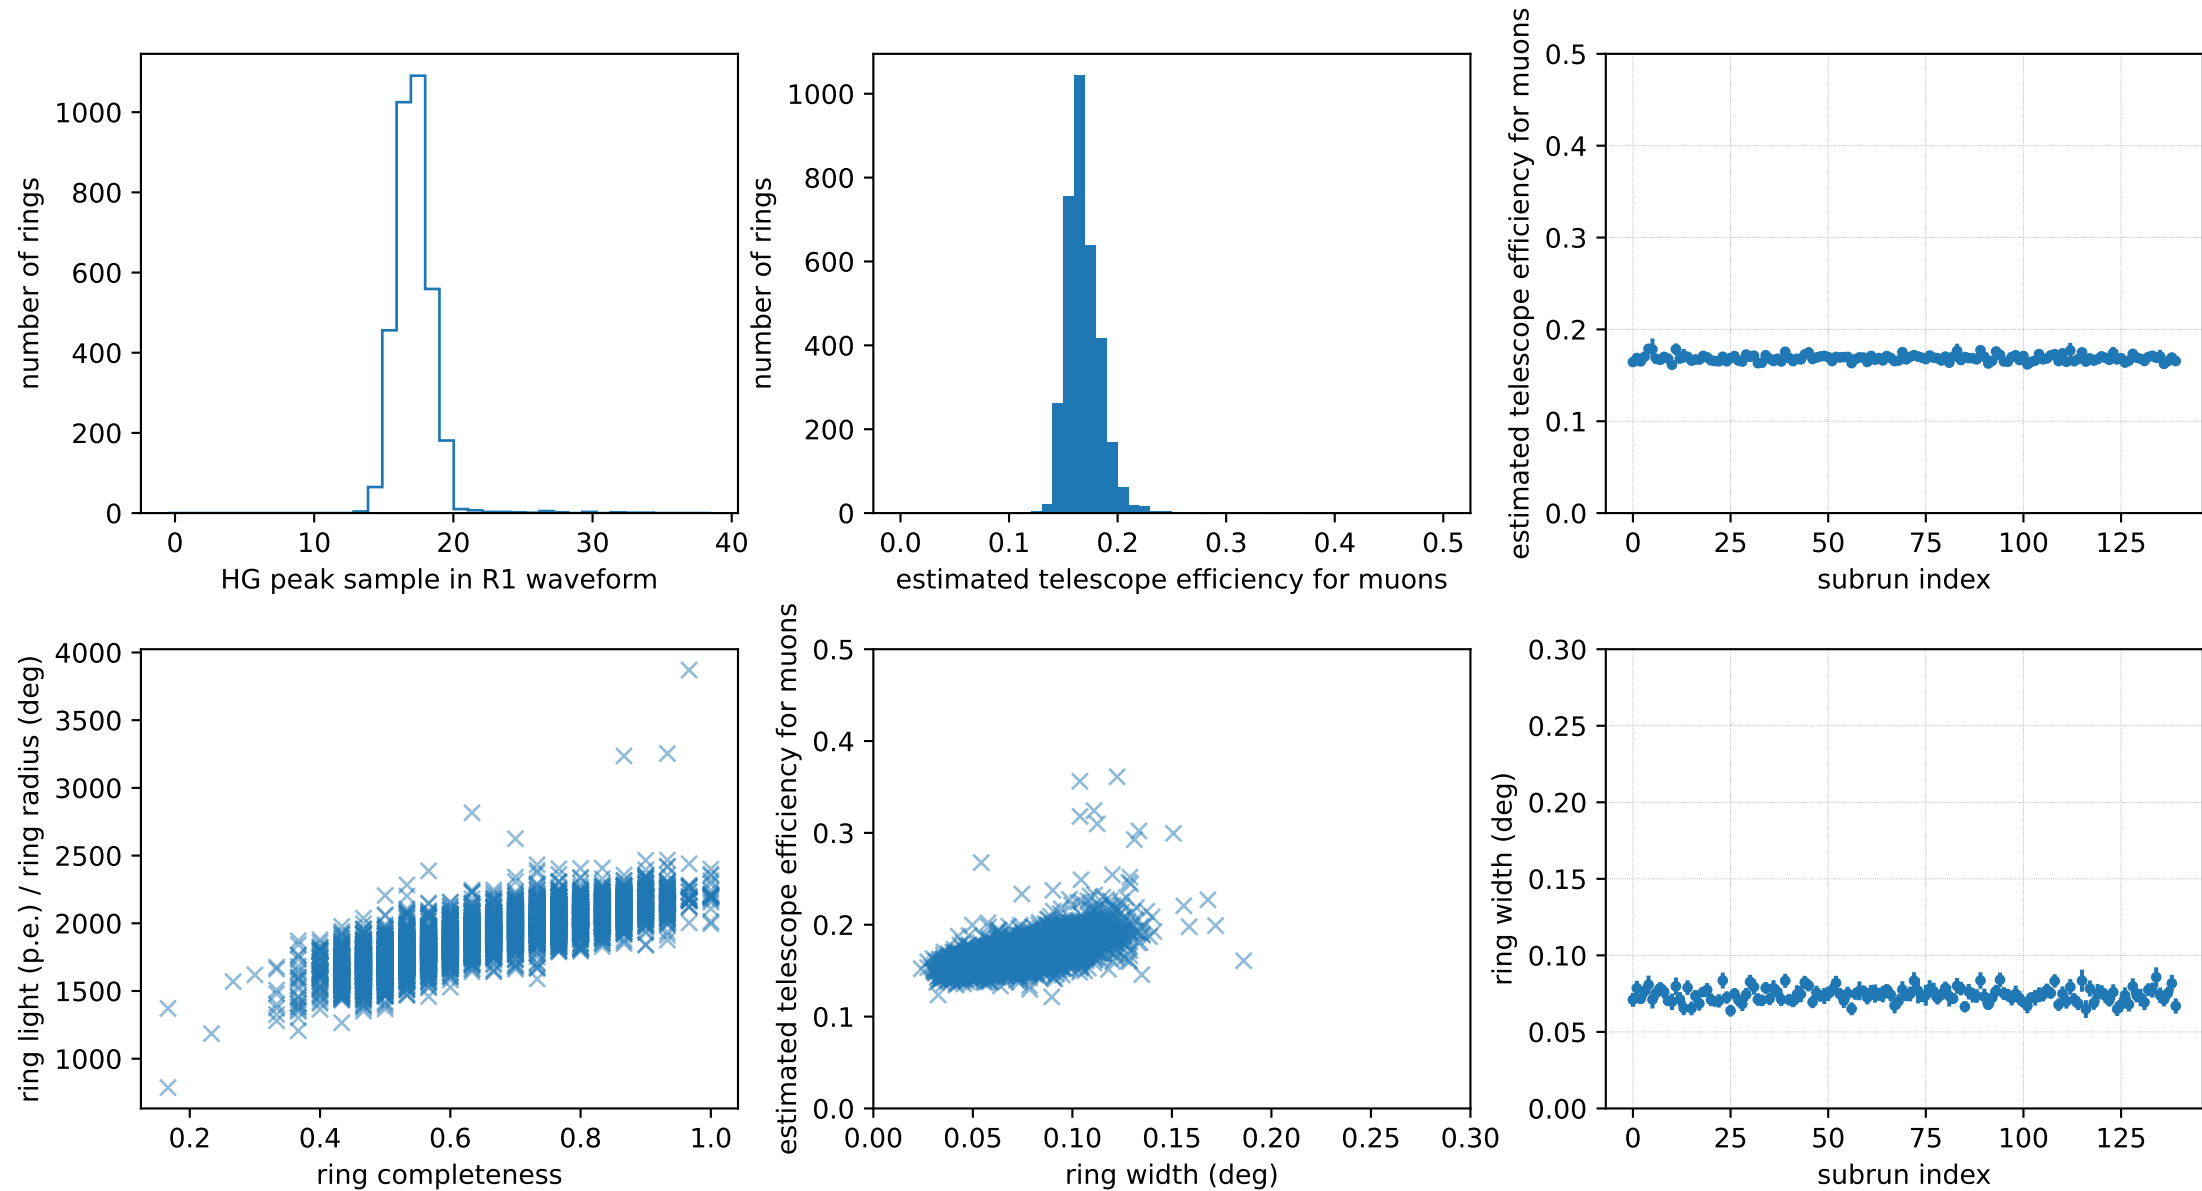 number of rings
1000
800
600
400
200
0
0 10 20 30 40
HG peak sample in R1 waveform
number of rings
1000
800
600
400
200
0
0.0 0.1 0.2 0.3 0.4 0.5
estimated telescope efficiency for muons
estimated telescope efficiency for muons
0.5
0.4
0.3
0.2
0.1
0.0
0 25 50 75 100 125
subrun index
ring light (p.e.) / ring radius (deg)
4000
3500
3000
2500
2000
1500
1000
0.2 0.4 0.6 0.8 1.0
ring completeness
estimated telescope efficiency for muons
0.5
0.4
0.3
0.2
0.1
0.0
0.00 0.05 0.10 0.15 0.20 0.25 0.30
ring width (deg)
ring width (deg)
0.30
0.25
0.20
0.15
0.10
0.05
0.00
0 25 50 75 100 125
subrun index